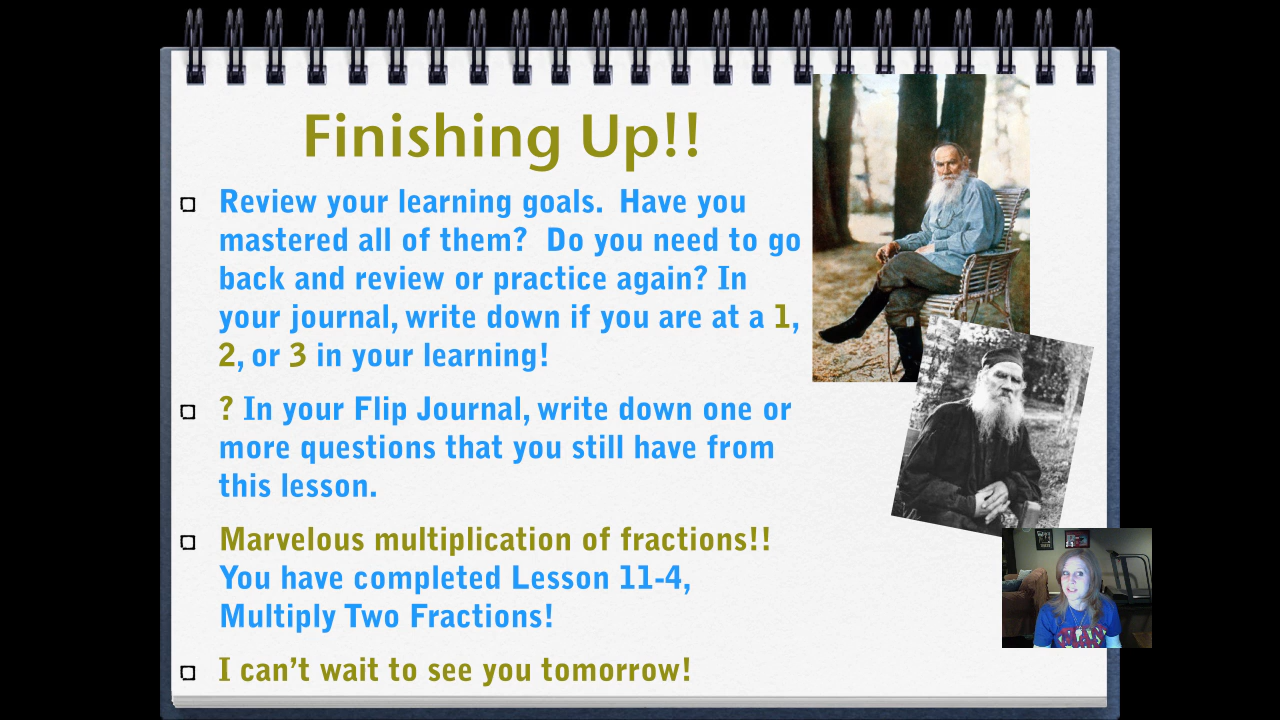 Finishing Up!!
Review your learning goals. Have you
mastered all of them? Do you need to go
back and review or practice again? In
your journal, write down if you are at a 1,
2, or 3 in your learning!
? In your Flip Journal, write down one or
more questions that you still have from
this lesson.
Marvelous multiplication of fractions!!
You have completed Lesson 11-4,
Multiply Two Fractions!
I can't wait to see you tomorrow!